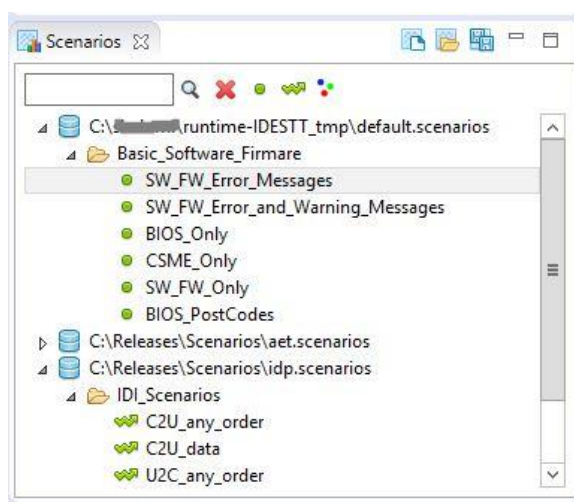 Scenarios
C:\ \runtime-IDESTT_tmp\default.scenarios
Basic_Software_Firmare
SW_FW_Error_Messages
SW_FW_Error_and_Warning_Messages
BIOS_Only
CSME_Only
SW_FW_Only
BIOS_PostCodes
C:\Releases\Scenarios\aet.scenarios
C:\Releases\Scenarios\idp.scenarios
IDI_Scenarios
C2U_any_order
C2U_data
U2C_any_order